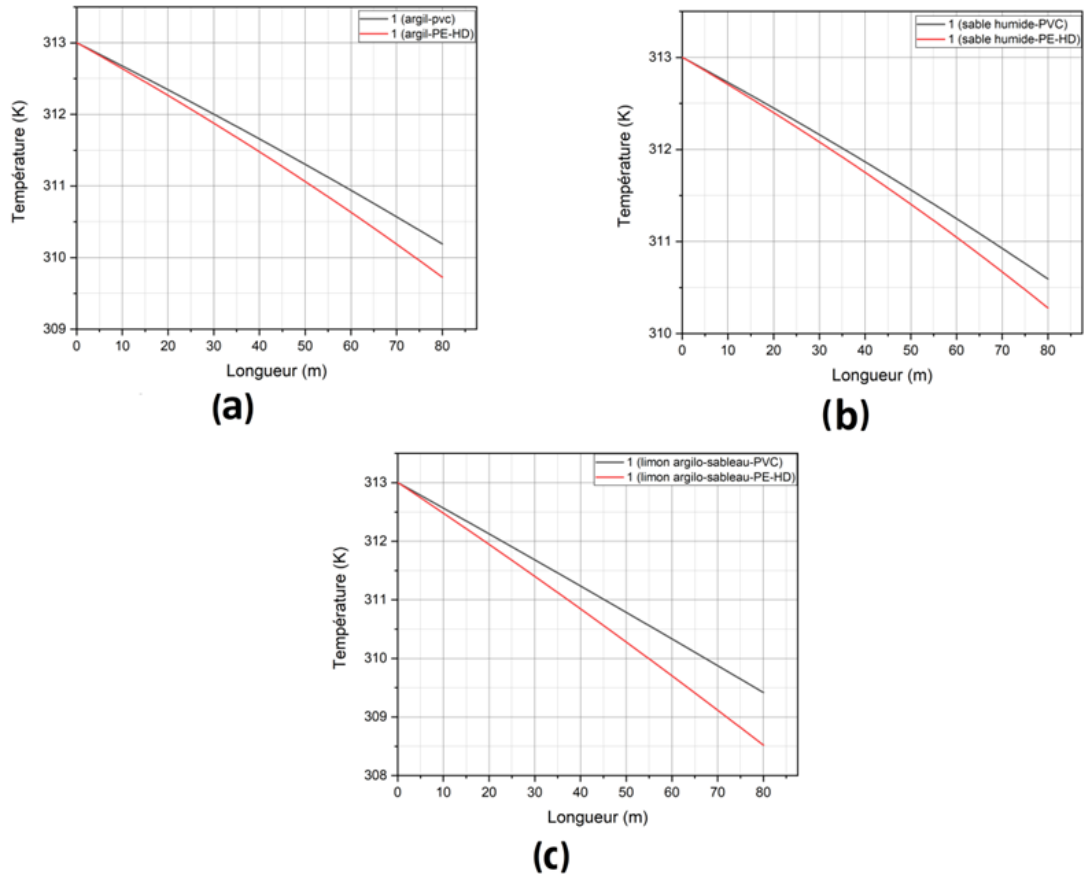 1 (argil-pvc)
1 (argil-PE-HD)
313
312
311
310
309
Température (K)
0 10 20 30 40 50 60 70 80
Longueur (m)
(a)
1 (sable humide-PVC)
1 (sable humide-PE-HD)
313
312
311
310
Température (K)
0 10 20 30 40 50 60 70 80
Longueur (m)
(b)
1 (limon argilo-sableau-PVC)
1 (limon argilo-sableau-PE-HD)
313
312
311
310
309
308
Température (K)
0 10 20 30 40 50 60 70 80
Longueur (m)
(c)